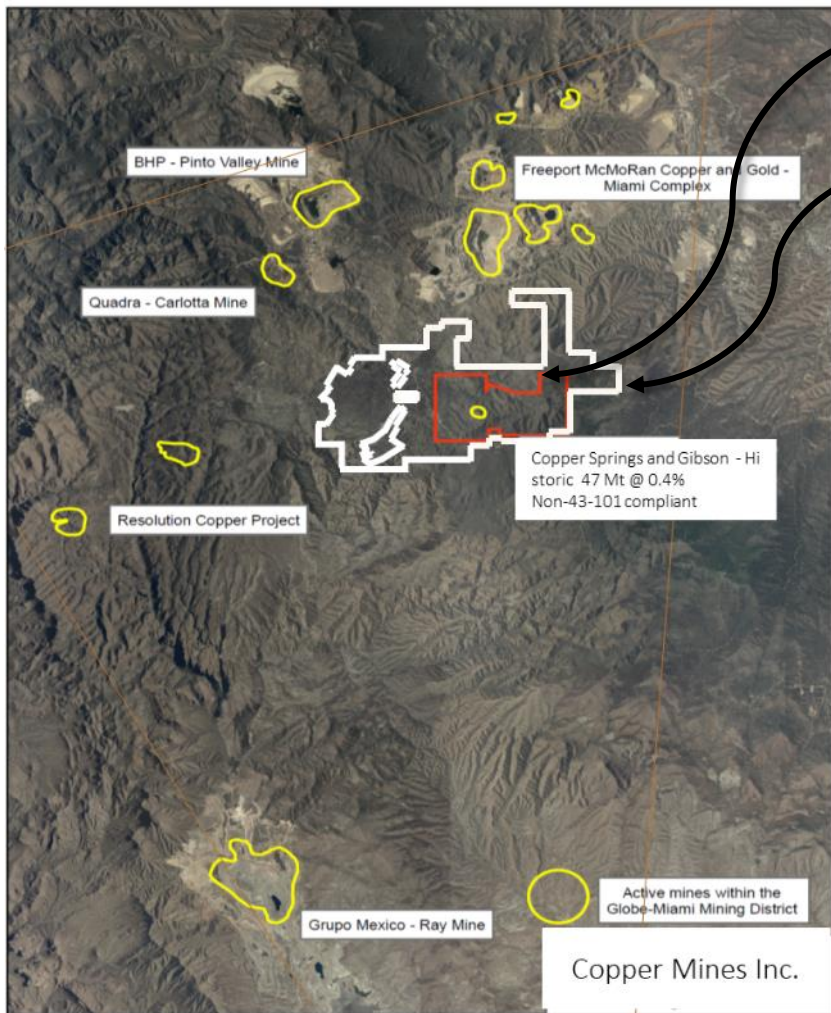 BHP - Pinto Valley Mine
Freeport McMoRan Copper and Gold -
Miami Complex
Quadra - Carlotta Mine
Copper Springs and Gibson - Hi
storic 47 Mt @ 0.4%
Non-43-101 compliant
Resolution Copper Project
Active mines within the
Globe-Miami Mining District
Grupo Mexico - Ray Mine
Copper Mines Inc.